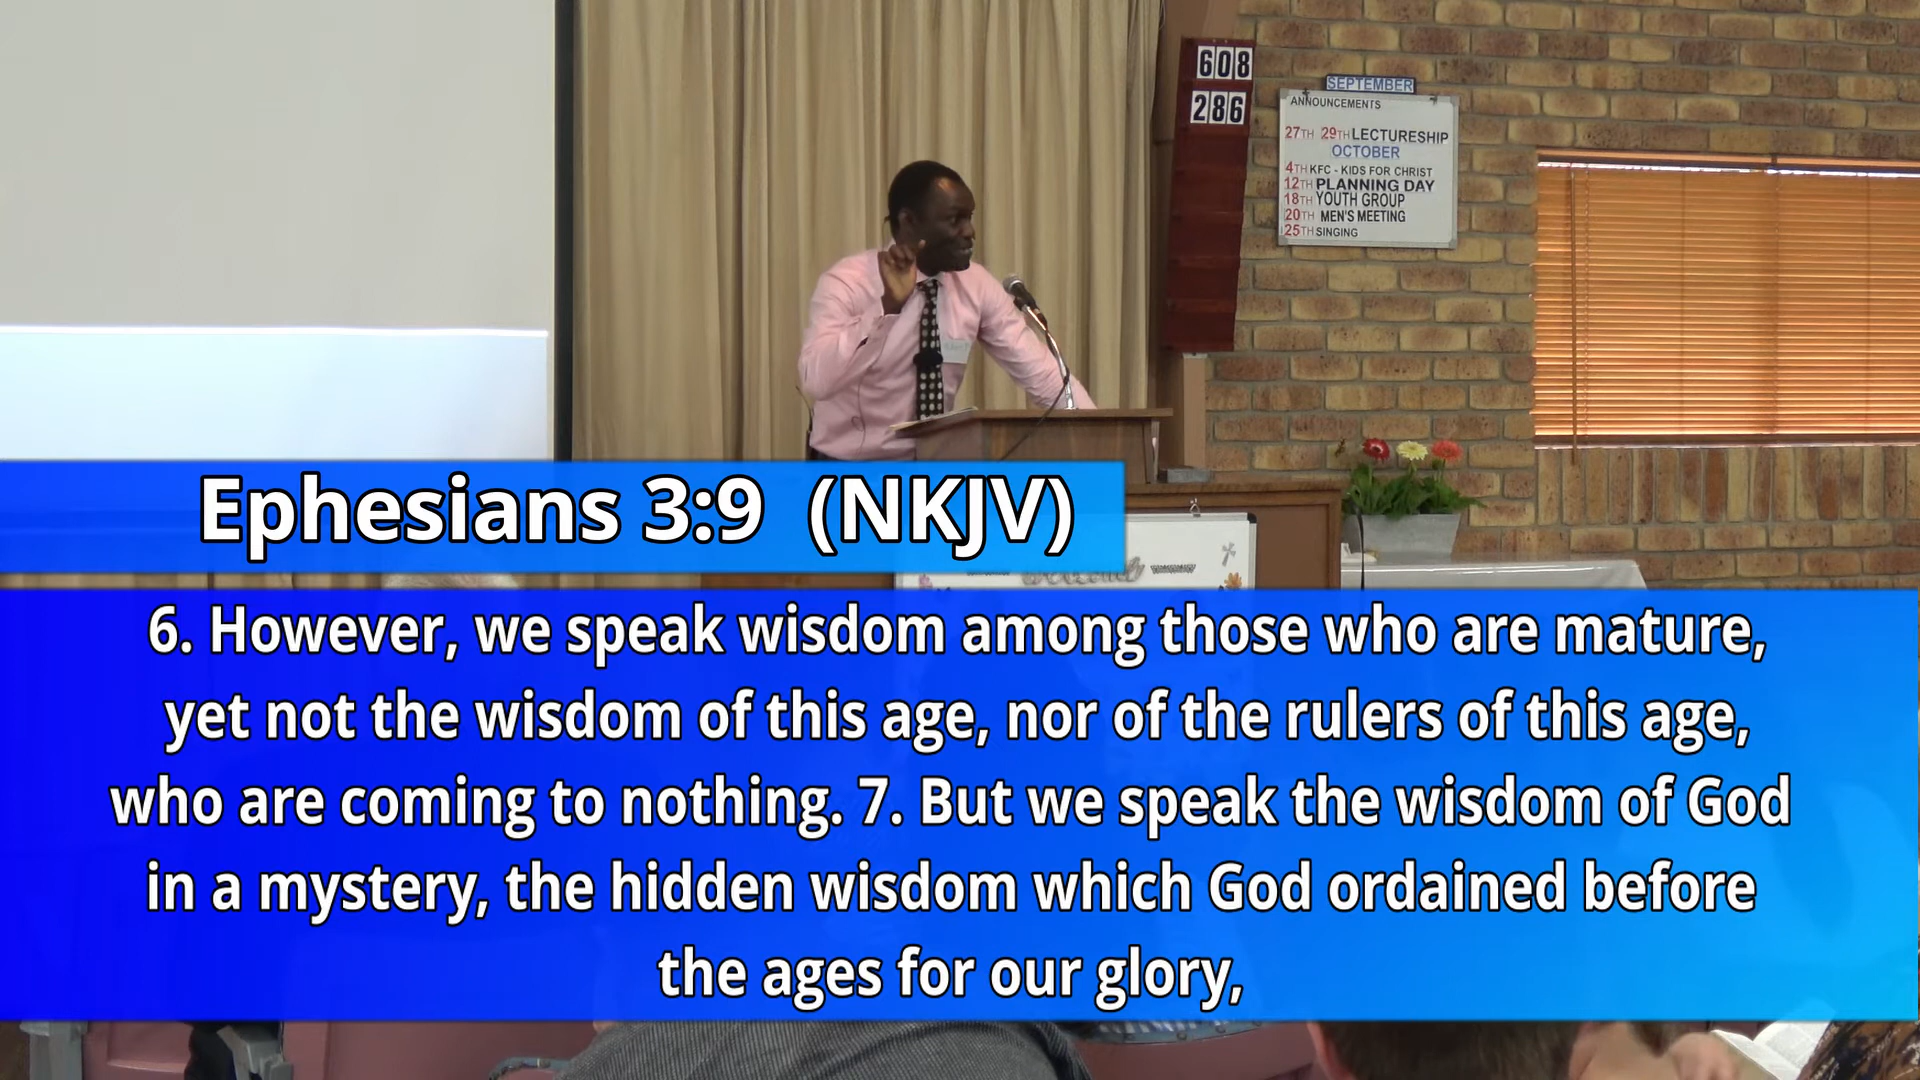 608
286
SEPTEMBER
ANNOUNCEMENTS
27TH 29TH LECTURESHIP
OCTOBER
4TH KFC - KIDS FOR CHRIST
12TH PLANNING DAY
18TH YOUTH GROUP
20TH MEN'S MEETING
25TH SINGING
Ephesians 3:9 (NKJV)
6. However, we speak wisdom among those who are mature,
yet not the wisdom of this age, nor of the rulers of this age,
who are coming to nothing. 7. But we speak the wisdom of God
in a mystery, the hidden wisdom which God ordained before
the ages for our glory,